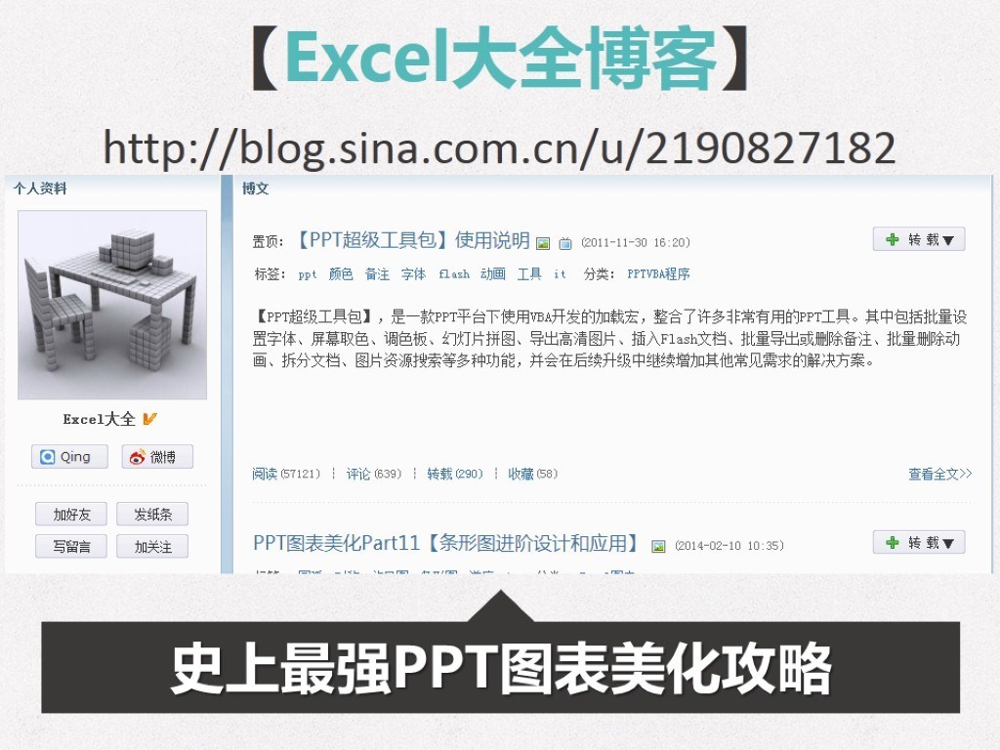 【Excel大全博客】
http://blog.sina.com.cn/u/2190827182
个人资料
博文
置顶: 【PPT超级工具包】使用说明 (2011-11-30 16:20)
转 载▼
标签: ppt 颜色 备注 字体 flash 动画 工具 it 分类: PPTVBA程序
【PPT超级工具包】，是一款PPT平台下使用VBA开发的加载宏，整合了许多非常有用的PPT工具。其中包括批量设
置字体、屏幕取色、调色板、幻灯片拼图、导出高清图片、插入Flash文档、批量导出或删除备注、批量删除动
画、拆分文档、图片资源搜索等多种功能，并会在后续升级中继续增加其他常见需求的解决方案。
Excel大全
Qing 微博
阅读(57121) ┆ 评论(639) ┆ 转载(290) ┆ 收藏(58)
查看全文>>
加好友 发纸条
写留言 加关注
PPT图表美化Part11【条形图进阶设计和应用】 (2014-02-10 10:35)
转 载▼
史上最强PPT图表美化攻略